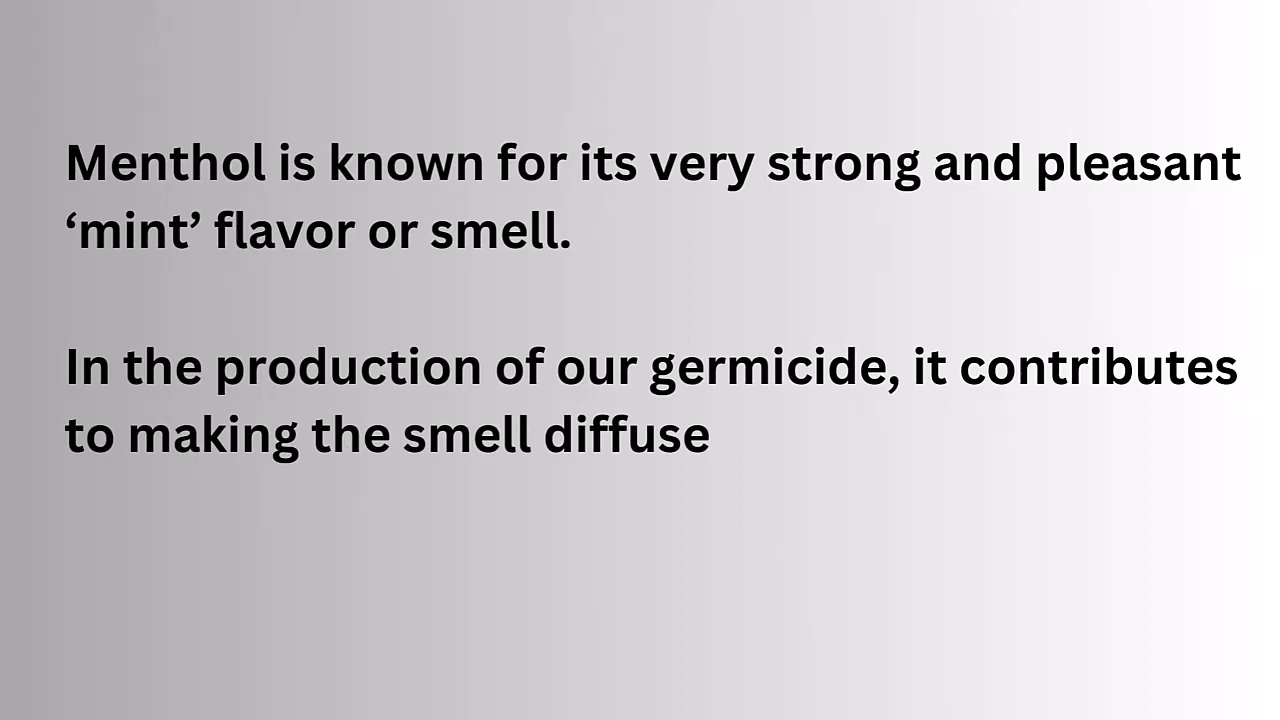 Menthol is known for its very strong and pleasant
‘mint’ flavor or smell.
In the production of our germicide, it contributes
to making the smell diffuse